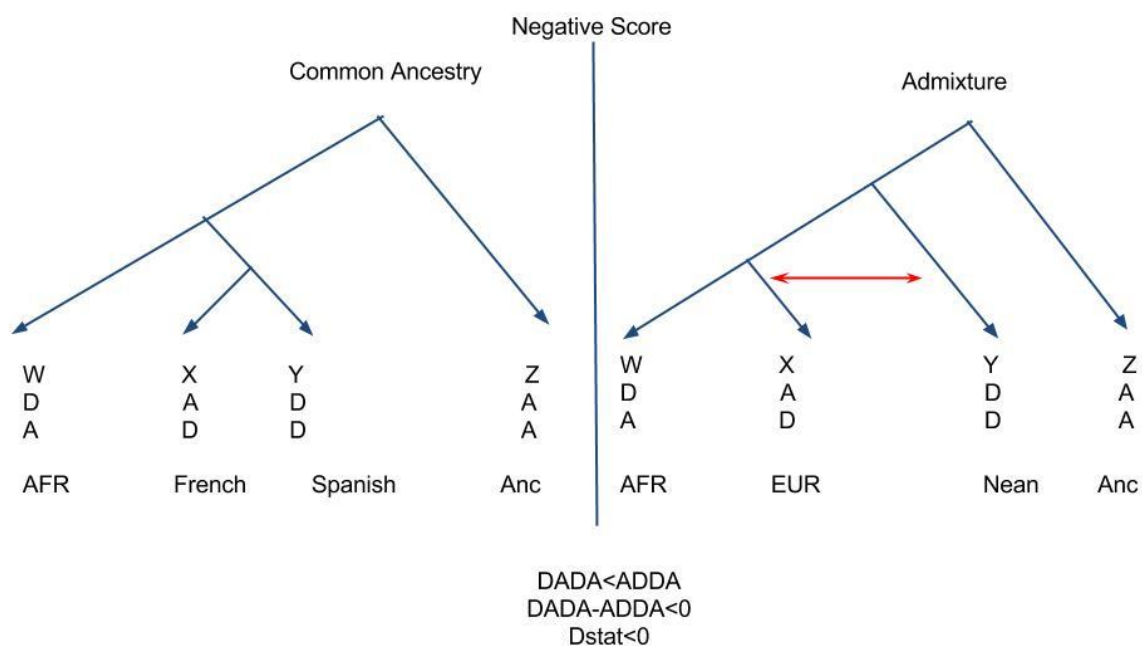 Negative Score
Common Ancestry
Admixture
W X Y Z
D A D A
A D D A
AFR French Spanish Anc
W X Y Z
D A D A
A D D A
AFR EUR Nean Anc
DADA<ADDA
DADA-ADDA<0
Dstat<0